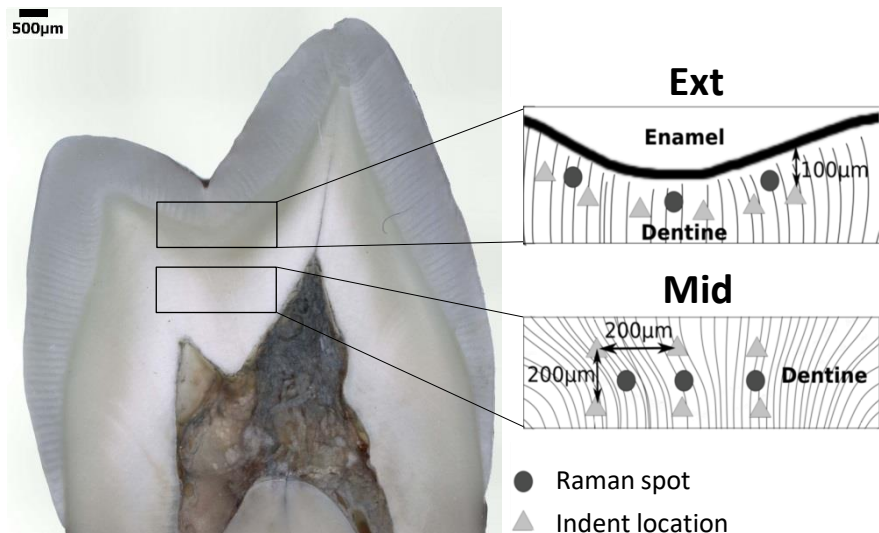 500µm
Ext
Enamel
100µm
Dentine
Mid
200µm
200µm
Dentine
Raman spot
Indent location